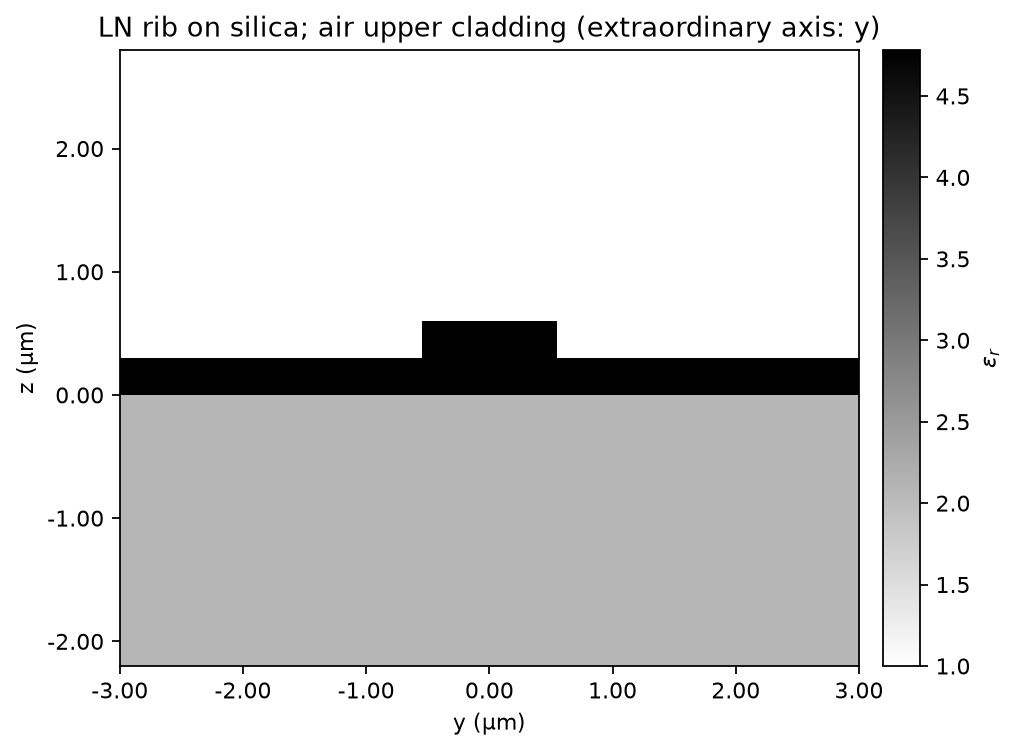 LN rib on silica; air upper cladding (extraordinary axis: y)
2.00
1.00
0.00
-1.00
-2.00
z (μm)
-3.00 -2.00 -1.00 0.00 1.00 2.00 3.00
y (μm)
4.5
4.0
3.5
3.0
2.5
2.0
1.5
1.0
εr